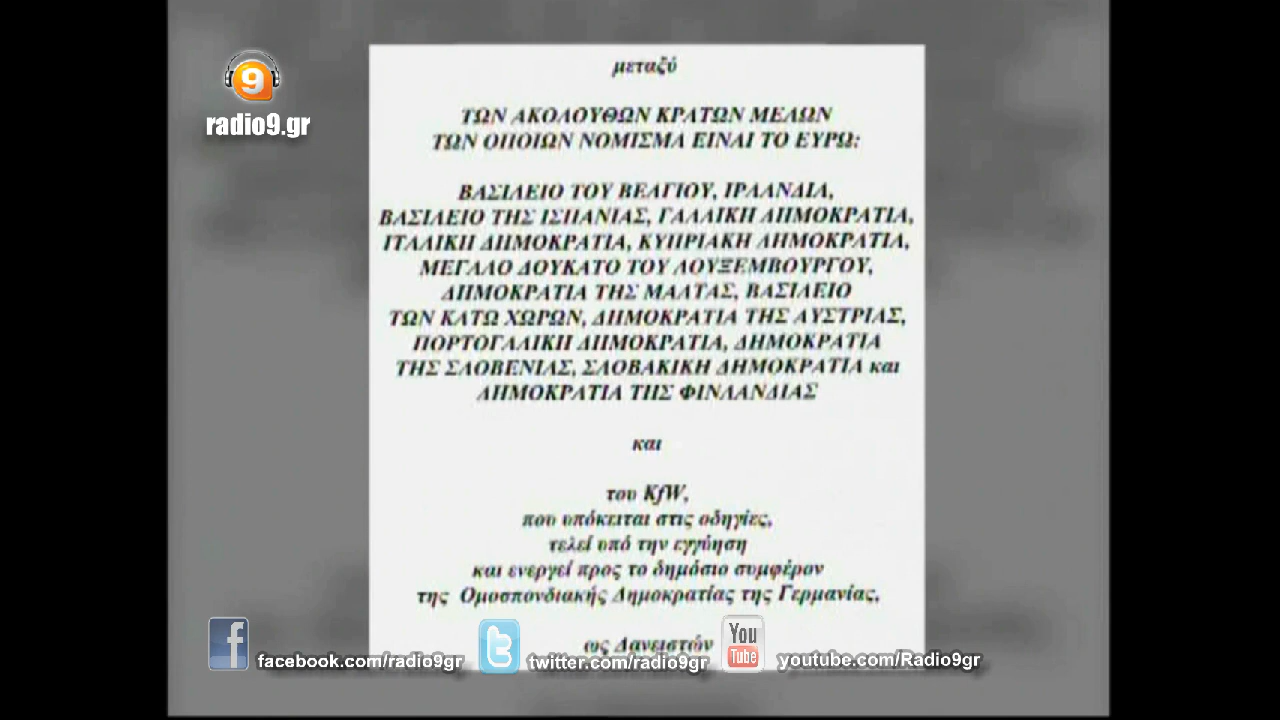 9
radio9.gr
μεταξύ
ΤΩΝ ΑΚΟΛΟΥΘΩΝ ΚΡΑΤΩΝ ΜΕΛΩΝ
ΤΩΝ ΟΠΟΙΩΝ ΝΟΜΙΣΜΑ ΕΙΝΑΙ ΤΟ ΕΥΡΩ:
ΒΑΣΙΛΕΙΟ ΤΟΥ ΒΕΛΓΙΟΥ, ΙΡΛΑΝΔΙΑ,
ΒΑΣΙΛΕΙΟ ΤΗΣ ΙΣΠΑΝΙΑΣ, ΓΑΛΛΙΚΗ ΔΗΜΟΚΡΑΤΙΑ,
ΙΤΑΛΙΚΗ ΔΗΜΟΚΡΑΤΙΑ, ΚΥΠΡΙΑΚΗ ΔΗΜΟΚΡΑΤΙΑ,
ΜΕΓΑΛΟ ΔΟΥΚΑΤΟ ΤΟΥ ΛΟΥΞΕΜΒΟΥΡΓΟΥ,
ΔΗΜΟΚΡΑΤΙΑ ΤΗΣ ΜΑΛΤΑΣ, ΒΑΣΙΛΕΙΟ
ΤΩΝ ΚΑΤΩ ΧΩΡΩΝ, ΔΗΜΟΚΡΑΤΙΑ ΤΗΣ ΑΥΣΤΡΙΑΣ,
ΠΟΡΤΟΓΑΛΙΚΗ ΔΗΜΟΚΡΑΤΙΑ, ΔΗΜΟΚΡΑΤΙΑ
ΤΗΣ ΣΛΟΒΕΝΙΑΣ, ΣΛΟΒΑΚΙΚΗ ΔΗΜΟΚΡΑΤΙΑ και
ΔΗΜΟΚΡΑΤΙΑ ΤΗΣ ΦΙΝΛΑΝΔΙΑΣ
και
του KfW,
που υπόκειται στις οδηγίες,
τελεί υπό την εγγύηση
και ενεργεί προς το δημόσιο συμφέρον
της Ομοσπονδιακής Δημοκρατίας της Γερμανίας,
ως Δανειστών
f facebook.com/radio9gr
t twitter.com/radio9gr
You Tube youtube.com/Radio9gr